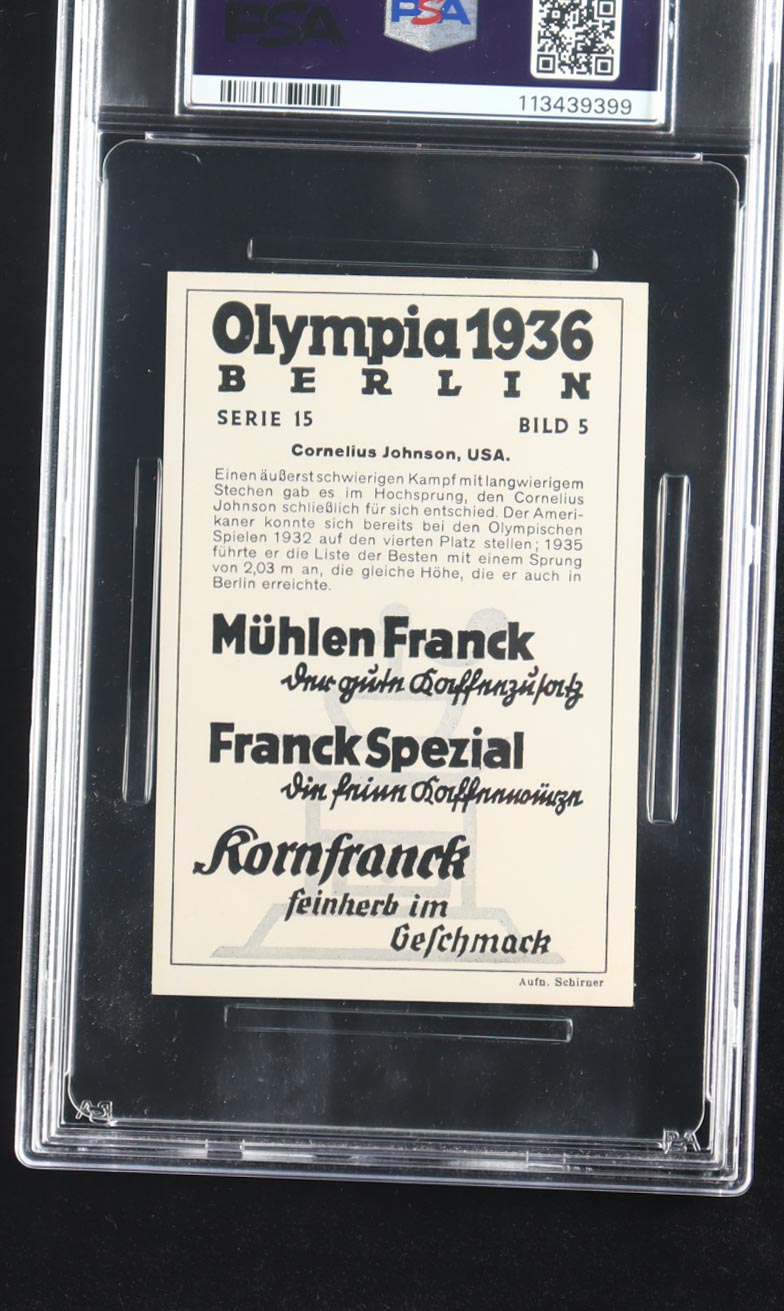 PSA
PSA
113439399
Olympia 1936
BERLIN
SERIE 15 BILD 5
Cornelius Johnson, USA.
Einen äußerst schwierigen Kampf mit langwierigem
Stechen gab es im Hochsprung, den Cornelius
Johnson schließlich für sich entschied. Der Ameri-
kaner konnte sich bereits bei den Olympischen
Spielen 1932 auf den vierten Platz stellen; 1935
führte er die Liste der Besten mit einem Sprung
von 2,03 m an, die gleiche Höhe, die er auch in
Berlin erreichte.
Mühlen Franck
der gute Kaffeezusatz
Franck Spezial
die feine Kaffeewürze
Kornfranck
feinherb im
Geschmack
Aufn. Schirner
PSA
PSA